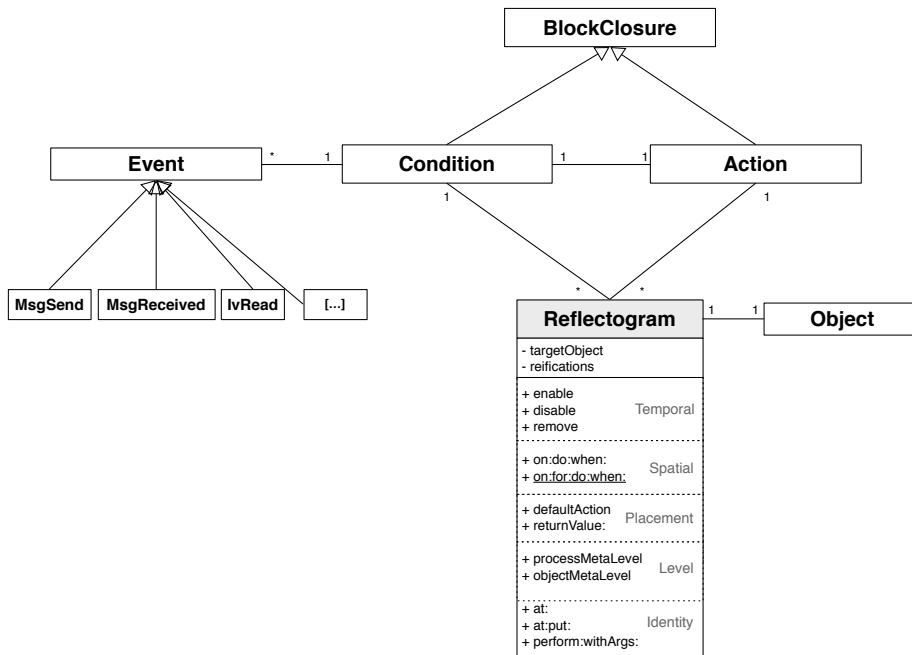 BlockClosure
Event
*
1
Condition
1
1
Action
1
1
MsgSend
MsgReceived
IvRead
[...]
*
*
Reflectogram
1
1
Object
- targetObject
- reifications
+ enable
+ disable
+ remove
Temporal
+ on:do:when:
+ on:for:do:when:
Spatial
+ defaultAction
+ returnValue:
Placement
+ processMetaLevel
+ objectMetaLevel
Level
+ at:
+ at:put:
+ perform:withArgs:
Identity